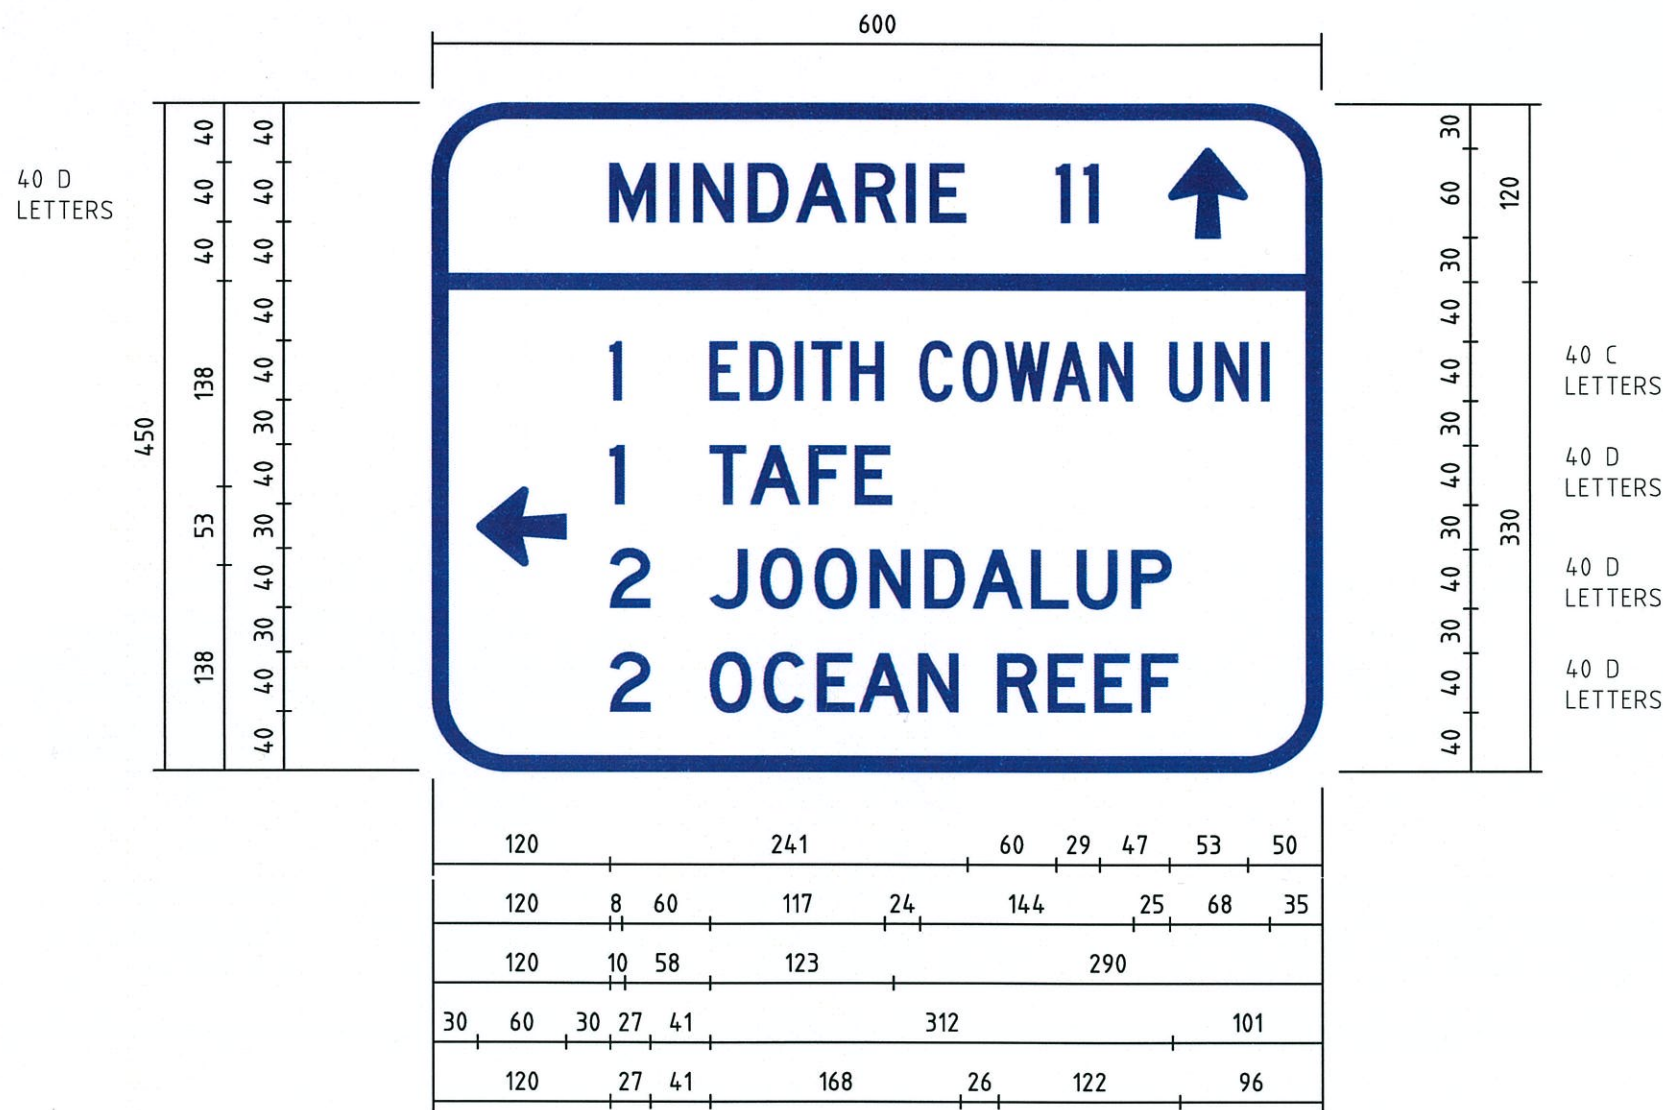 600
40 D
LETTERS
450
40
40
40
138
53
138
40
40
40
40
40
30
40
30
40
30
40
40
MINDARIE 11
1 EDITH COWAN UNI
1 TAFE
2 JOONDALUP
2 OCEAN REEF
30
60
30
40
40
30
40
30
40
30
40
40
120
330
40 C
LETTERS
40 D
LETTERS
40 D
LETTERS
40 D
LETTERS
120 241 60 29 47 53 50
120 8 60 117 24 144 25 68 35
120 10 58 123 290
30 60 30 27 41 312 101
120 27 41 168 26 122 96